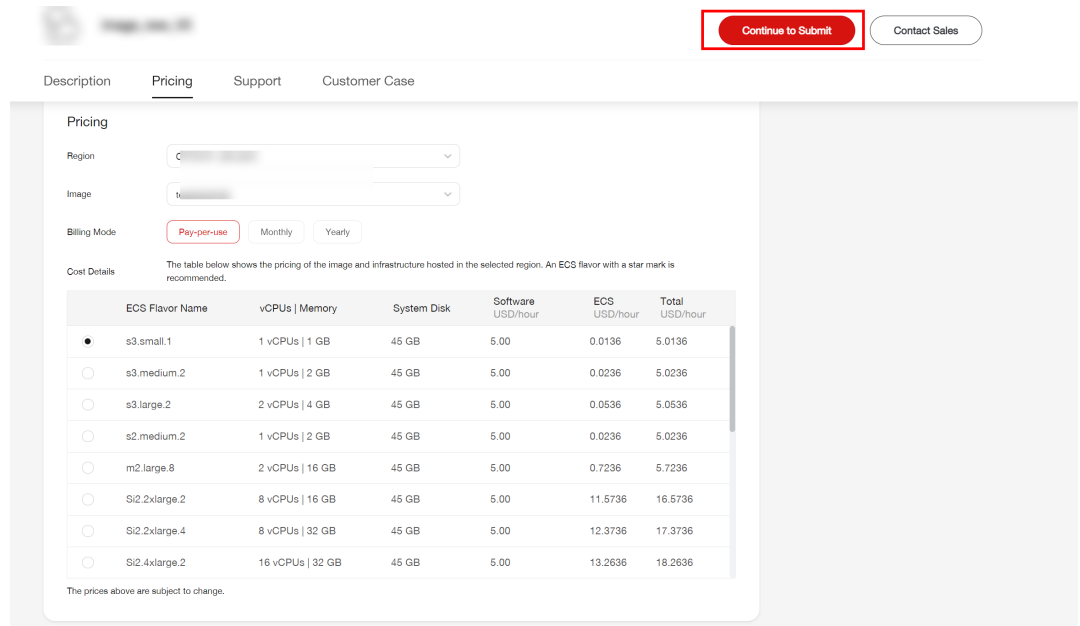 Continue to Submit
Contact Sales
Description
Pricing
Support
Customer Case
Pricing
Region
Image
Billing Mode
Pay-per-use
Monthly
Yearly
Cost Details
The table below shows the pricing of the image and infrastructure hosted in the selected region. An ECS flavor with a star mark is
recommended.
ECS Flavor Name vCPUs | Memory System Disk Software USD/hour ECS USD/hour Total USD/hour
s3.small.1 1 vCPUs | 1 GB 45 GB 5.00 0.0136 5.0136
s3.medium.2 1 vCPUs | 2 GB 45 GB 5.00 0.0236 5.0236
s3.large.2 2 vCPUs | 4 GB 45 GB 5.00 0.0536 5.0536
s2.medium.2 1 vCPUs | 2 GB 45 GB 5.00 0.0236 5.0236
m2.large.8 2 vCPUs | 16 GB 45 GB 5.00 0.7236 5.7236
Si2.2xlarge.2 8 vCPUs | 16 GB 45 GB 5.00 11.5736 16.5736
Si2.2xlarge.4 8 vCPUs | 32 GB 45 GB 5.00 12.3736 17.3736
Si2.4xlarge.2 16 vCPUs | 32 GB 45 GB 5.00 13.2636 18.2636
The prices above are subject to change.